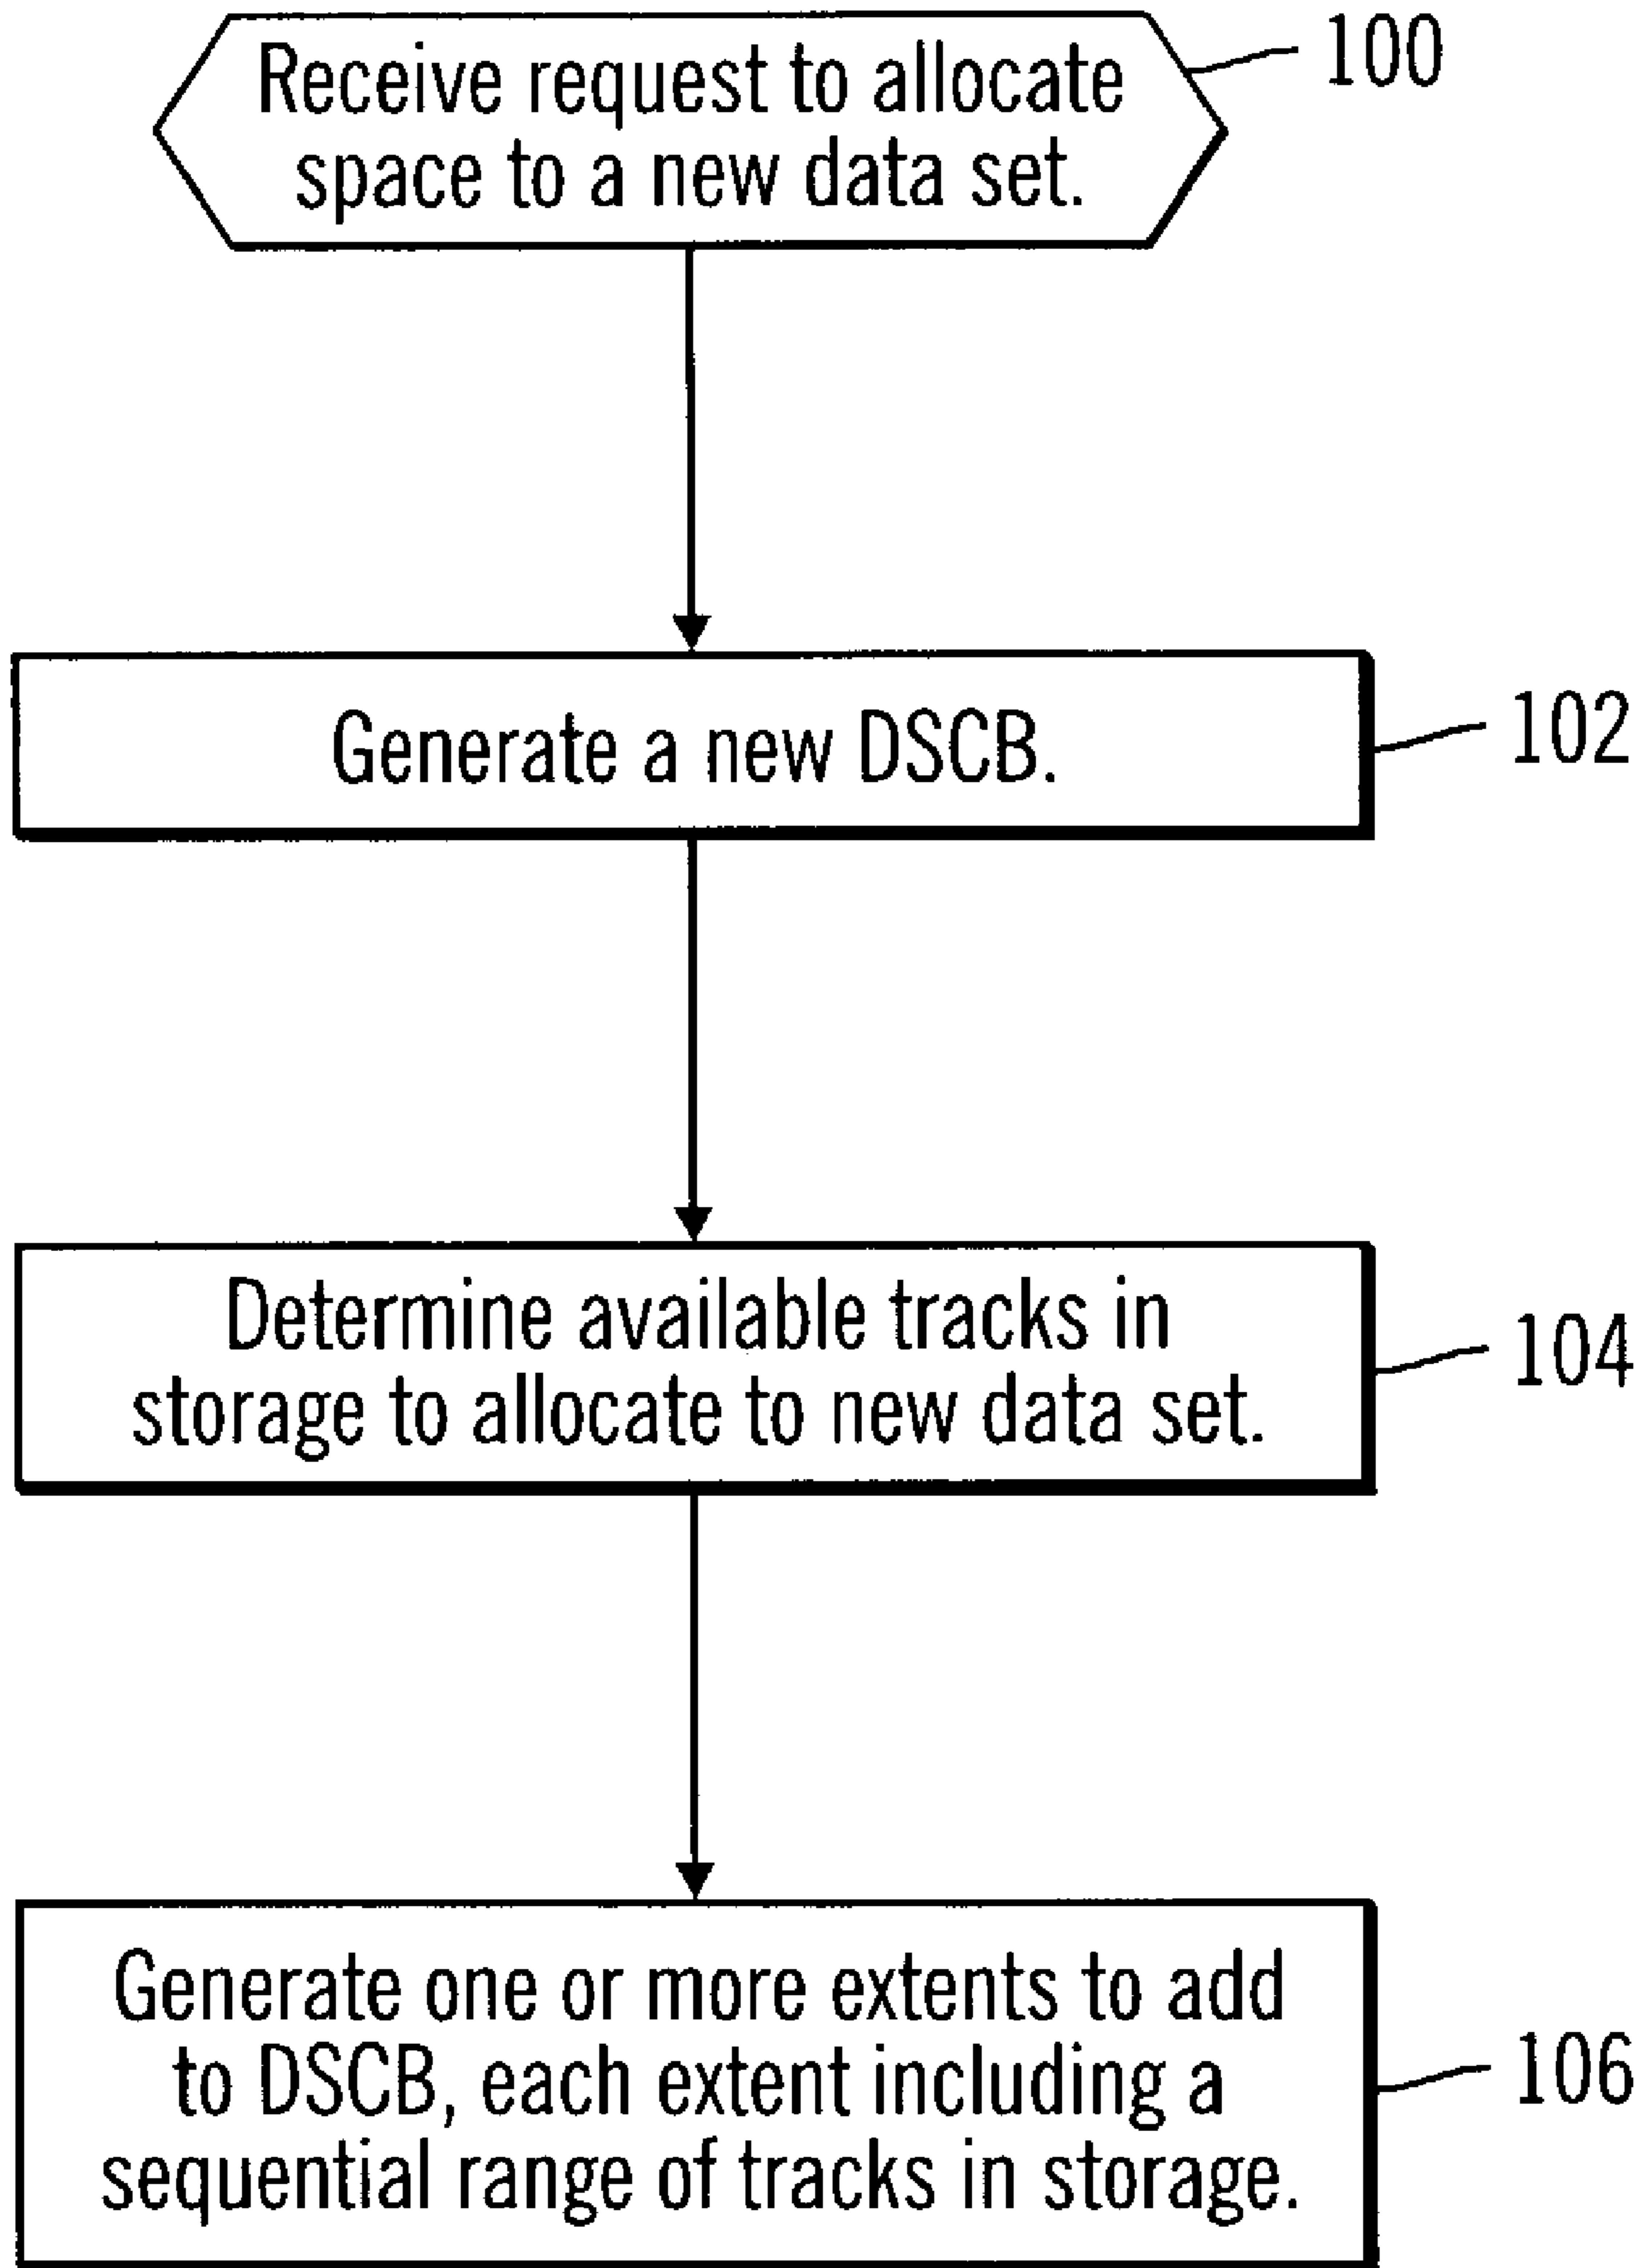 Receive request to allocate
space to a new data set.
100
Generate a new DSCB.
102
Determine available tracks in
storage to allocate to new data set.
104
Generate one or more extents to add
to DSCB, each extent including a
sequential range of tracks in storage.
106